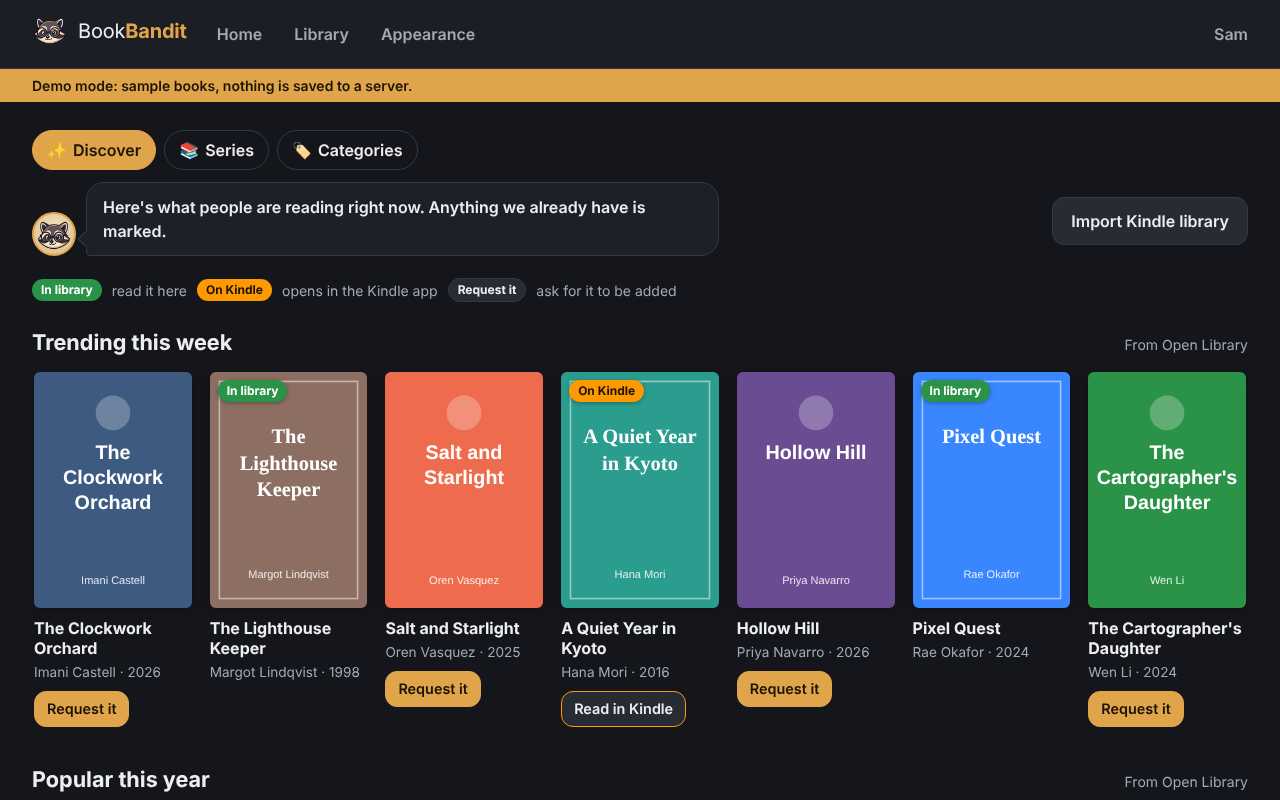 BookBandit
Home
Library
Appearance
Sam
Demo mode: sample books, nothing is saved to a server.
✨ Discover
📚 Series
🏷️ Categories
Here's what people are reading right now. Anything we already have is
marked.
Import Kindle library
In library read it here On Kindle opens in the Kindle app Request it ask for it to be added
Trending this week
From Open Library
The
Clockwork
Orchard
Imani Castell
In library
The
Lighthouse
Keeper
Margot Lindqvist
Salt and
Starlight
Oren Vasquez
On Kindle
A Quiet Year
in Kyoto
Hana Mori
Hollow Hill
Priya Navarro
In library
Pixel Quest
Rae Okafor
The
Cartographer's
Daughter
Wen Li
The Clockwork
Orchard
Imani Castell · 2026
Request it
The Lighthouse
Keeper
Margot Lindqvist · 1998
Salt and Starlight
Oren Vasquez · 2025
Request it
A Quiet Year in
Kyoto
Hana Mori · 2016
Read in Kindle
Hollow Hill
Priya Navarro · 2026
Request it
Pixel Quest
Rae Okafor · 2024
The Cartographer's
Daughter
Wen Li · 2024
Request it
Popular this year
From Open Library